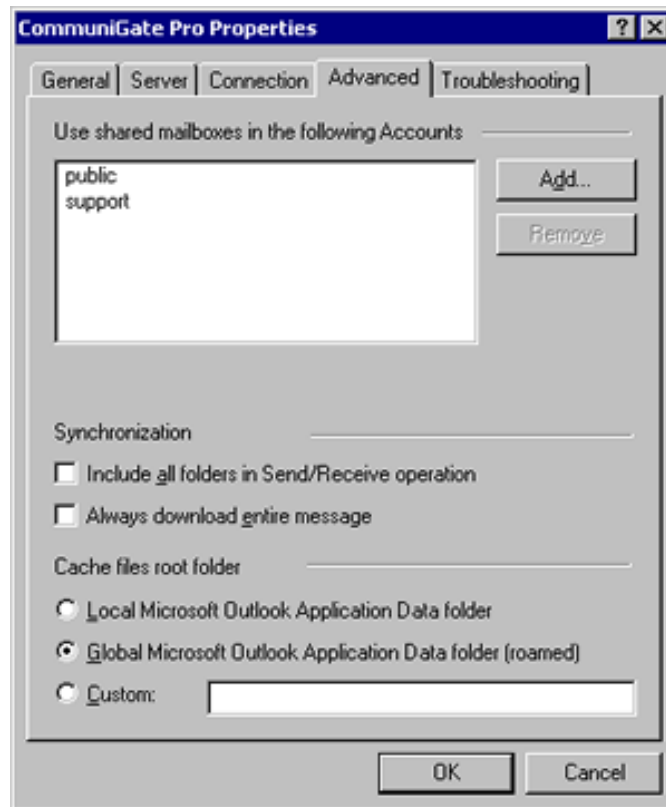 CommuniGate Pro Properties
General Server Connection Advanced Troubleshooting
Use shared mailboxes in the following Accounts
public
support
Add...
Remove
Synchronization
Include all folders in Send/Receive operation
Always download entire message
Cache files root folder
Local Microsoft Outlook Application Data folder
Global Microsoft Outlook Application Data folder (roamed)
Custom:
OK Cancel